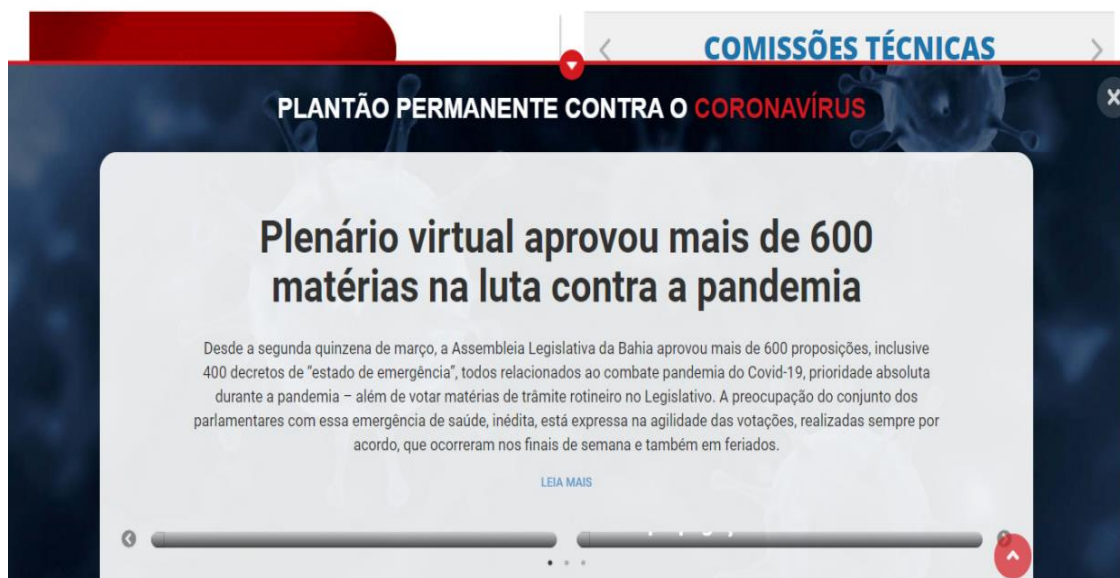 COMISSÕES TÉCNICAS
PLANTÃO PERMANENTE CONTRA O CORONAVÍRUS
Plenário virtual aprovou mais de 600
matérias na luta contra a pandemia
Desde a segunda quinzena de março, a Assembleia Legislativa da Bahia aprovou mais de 600 proposições, inclusive
400 decretos de "estado de emergência", todos relacionados ao combate pandemia do Covid-19, prioridade absoluta
durante a pandemia – além de votar matérias de trâmite rotineiro no Legislativo. A preocupação do conjunto dos
parlamentares com essa emergência de saúde, inédita, está expressa na agilidade das votações, realizadas sempre por
acordo, que ocorreram nos finais de semana e também em feriados.
LEIA MAIS